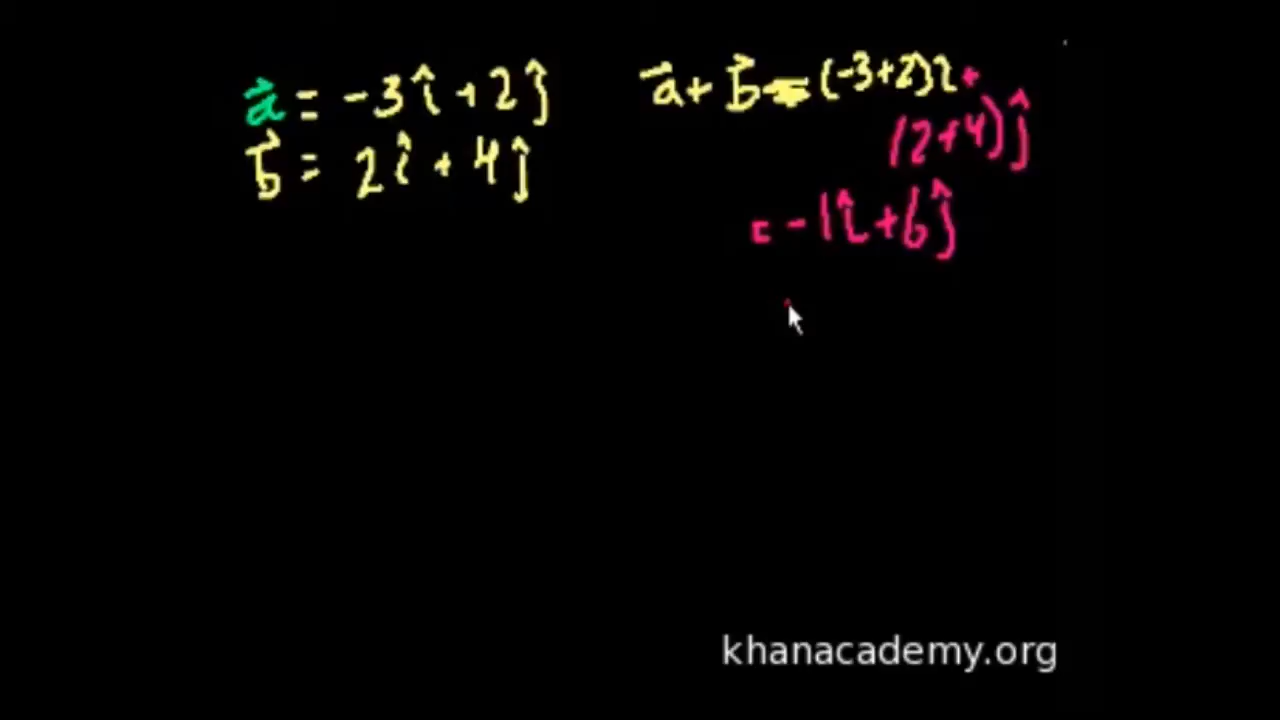 a⃗ = -3î + 2ĵ
b⃗ = 2î + 4ĵ
a⃗ + b⃗ = (-3+2)î +
(2+4)ĵ
= -1î + 6ĵ
khanacademy.org